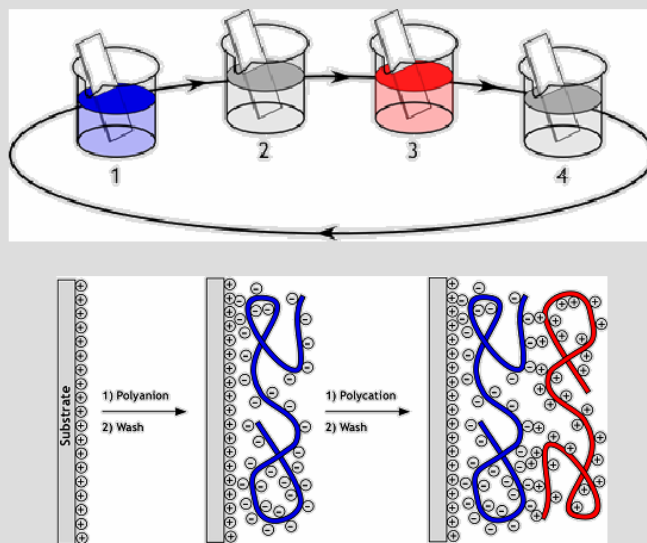 1
2
3
4
Substrate
1) Polyanion
2) Wash
1) Polycation
2) Wash